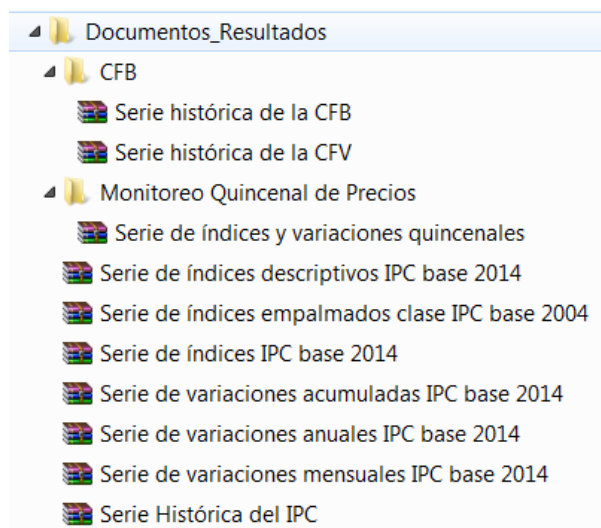 Documentos_Resultados
CFB
Serie histórica de la CFB
Serie histórica de la CFV
Monitoreo Quincenal de Precios
Serie de índices y variaciones quincenales
Serie de índices descriptivos IPC base 2014
Serie de índices empalmados clase IPC base 2004
Serie de índices IPC base 2014
Serie de variaciones acumuladas IPC base 2014
Serie de variaciones anuales IPC base 2014
Serie de variaciones mensuales IPC base 2014
Serie Histórica del IPC